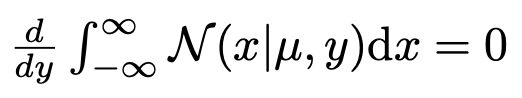 \frac{d}{dy} \int_{-\infty}^{\infty} \mathcal{N}(x|\mu, y)\mathrm{d}x = 0